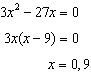 3x² − 27x = 0
3x(x − 9) = 0
x = 0, 9